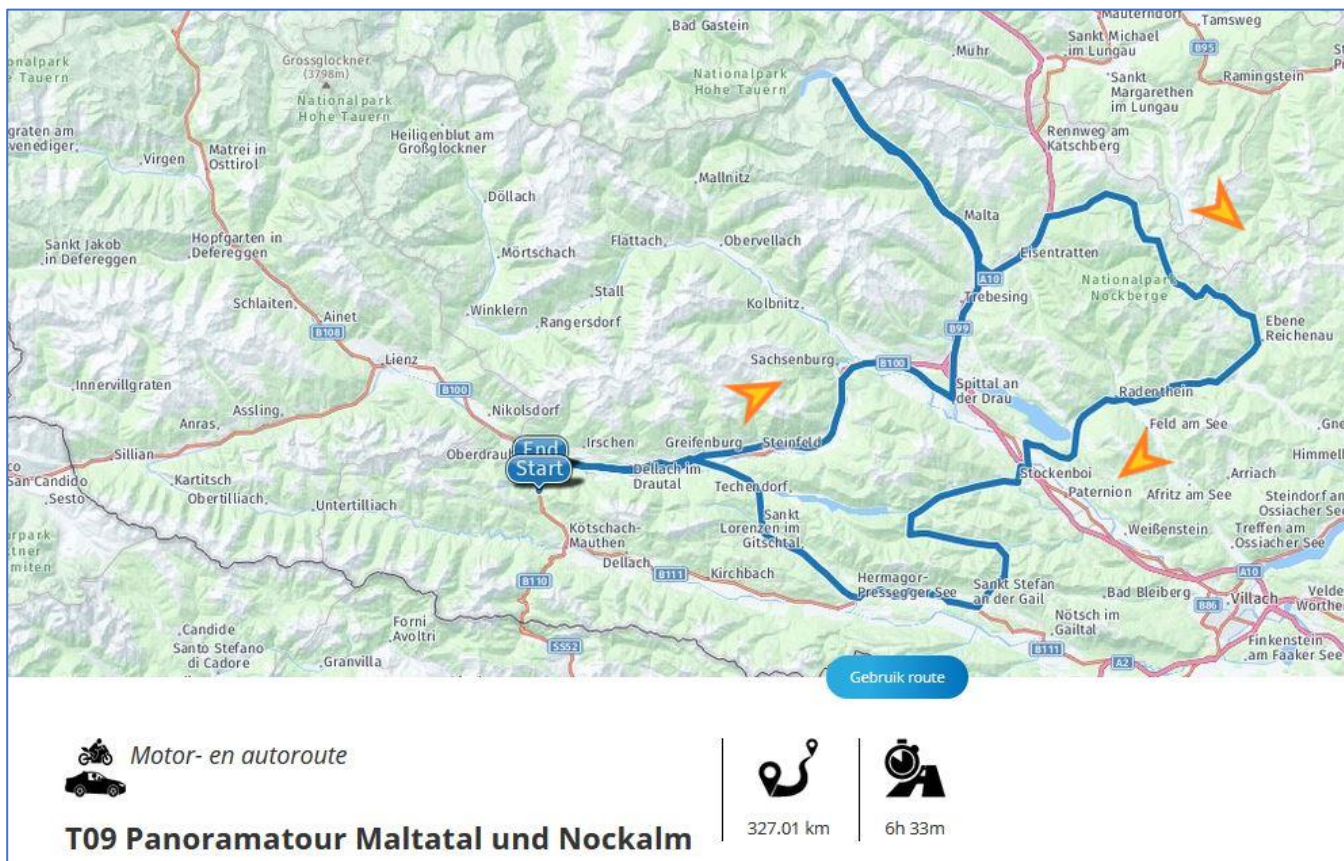 Bad Gastein
Mauterndorf
Tamsweg
Sankt Michael
im Lungau
B95
Muhr
Ramingstein
Grossglockner
(3798m)
Nationalpark
Hohe Tauern
Nationalpark
Hohe Tauern
Sankt
Margarethen
im Lungau
Heiligenblut am
Großglockner
Rennweg am
Katschberg
Matrei in
Osttirol
Virgen
Mallnitz
Döllach
Malta
Sankt Jakob
in Defereggen
Hopfgarten in
Defereggen
Flattach
Obervellach
Mörtschach
Eisentratten
A10
Nationalpark
Nockberge
Stall
Kolbnitz
Trebesing
Schlaiten
Ainet
Winklern
Rangersdorf
B108
B99
Ebene
Reichenau
Lienz
Sachsenburg
B100
Innervillgraten
B100
Spittal an
der Drau
Radenthein
Assling
Nikolsdorf
Feld am See
Anras
End
Start
Irschen
Greifenburg
Steinfeld
Sillian
Oberdrau
Dellach im
Drautal
Stockenboi
Arriach
San Candido
Sesto
Kartitsch
Obertilliach
Untertilliach
Techendorf
Paternion
Afritz am See
Steindorf am
Ossiacher See
Sankt
Lorenzen im
Gitschtal
Kötschach-
Mauthen
Weißenstein
Treffen am
Ossiacher See
Dellach
B111
Kirchbach
Hermagor-
Pressegger See
Sankt Stefan
an der Gail
Bad Bleiberg
A10
B110
B86
Villach
Forni
Avoltri
Nötsch im
Gailtal
Candide
Santo Stefano
di Cadore
SS52
B111
Finkenstein
am Faaker See
Granvilla
A2
Gebruik route
Motor- en autoroute
T09 Panoramatour Maltatal und Nockalm
327.01 km
6h 33m